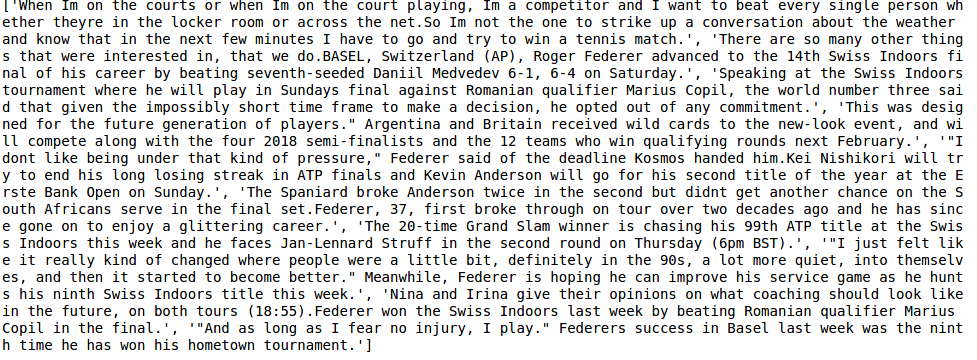 ['When Im on the courts or when Im on the court playing, Im a competitor and I want to beat every single person wh
ether theyre in the locker room or across the net.So Im not the one to strike up a conversation about the weather
and know that in the next few minutes I have to go and try to win a tennis match.', 'There are so many other thing
s that were interested in, that we do.BASEL, Switzerland (AP), Roger Federer advanced to the 14th Swiss Indoors fi
nal of his career by beating seventh-seeded Daniil Medvedev 6-1, 6-4 on Saturday.', 'Speaking at the Swiss Indoors
tournament where he will play in Sundays final against Romanian qualifier Marius Copil, the world number three sai
d that given the impossibly short time frame to make a decision, he opted out of any commitment.', 'This was desig
ned for the future generation of players." Argentina and Britain received wild cards to the new-look event, and wi
ll compete along with the four 2018 semi-finalists and the 12 teams who win qualifying rounds next February.', '"I
dont like being under that kind of pressure," Federer said of the deadline Kosmos handed him.Kei Nishikori will tr
y to end his long losing streak in ATP finals and Kevin Anderson will go for his second title of the year at the E
rste Bank Open on Sunday.', 'The Spaniard broke Anderson twice in the second but didnt get another chance on the S
outh Africans serve in the final set.Federer, 37, first broke through on tour over two decades ago and he has sinc
e gone on to enjoy a glittering career.', 'The 20-time Grand Slam winner is chasing his 99th ATP title at the Swis
s Indoors this week and he faces Jan-Lennard Struff in the second round on Thursday (6pm BST).', '"I just felt lik
e it really kind of changed where people were a little bit, definitely in the 90s, a lot more quiet, into themselv
es, and then it started to become better." Meanwhile, Federer is hoping he can improve his service game as he hunt
s his ninth Swiss Indoors title this week.', 'Nina and Irina give their opinions on what coaching should look like
in the future, on both tours (18:55).Federer won the Swiss Indoors last week by beating Romanian qualifier Marius
Copil in the final.', '"And as long as I fear no injury, I play." Federers success in Basel last week was the nint
h time he has won his hometown tournament.']